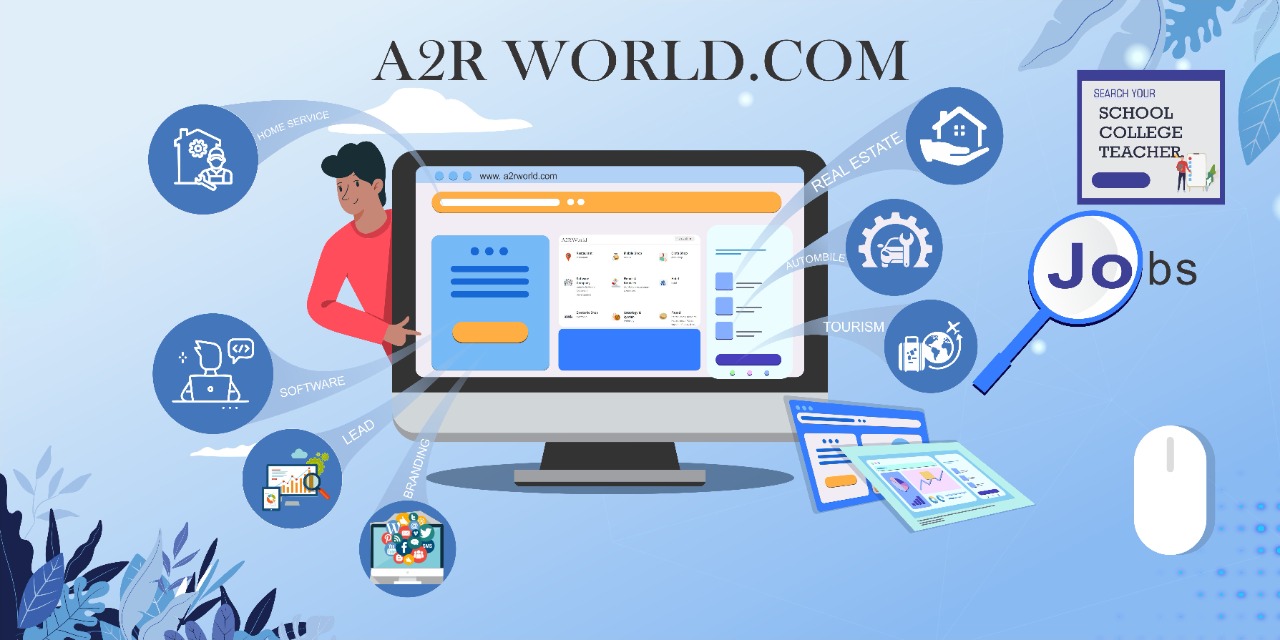 A2R WORLD.COM
HOME SERVICE
SOFTWARE
LEAD
BRANDING
www. a2rworld.com
A2RWorld
REAL ESTATE
AUTOMBILE
TOURISM
SEARCH YOUR
SCHOOL
COLLEGE
TEACHER
Jobs